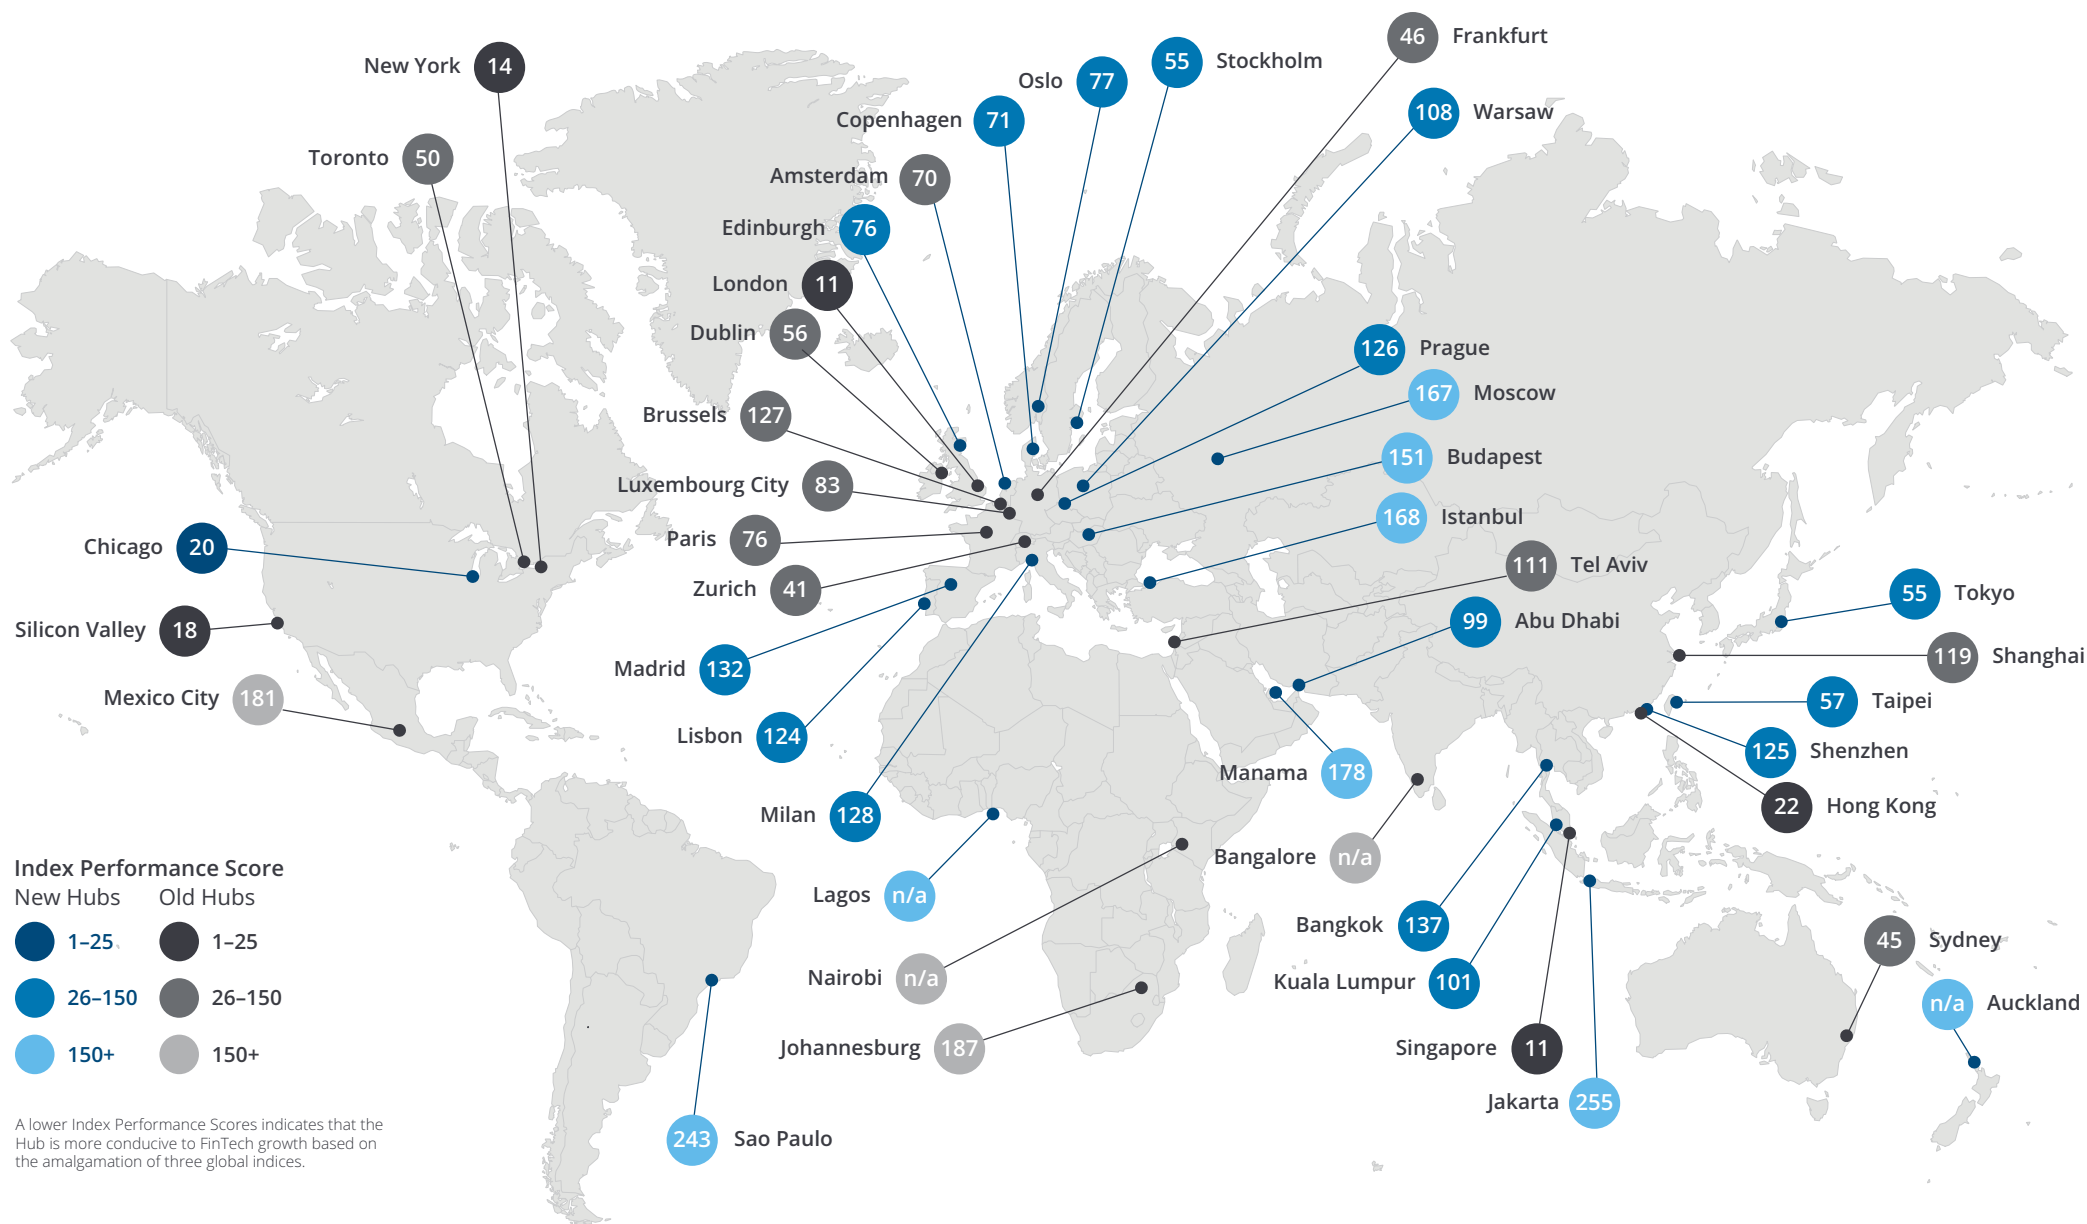 46 Frankfurt
New York 14
55 Stockholm
Oslo 77
Copenhagen 71
108 Warsaw
Toronto 50
Amsterdam 70
Edinburgh 76
London 11
Dublin 56
126 Prague
167 Moscow
Brussels 127
151 Budapest
Luxembourg City 83
168 Istanbul
Paris 76
Chicago 20
111 Tel Aviv
Zurich 41
55 Tokyo
99 Abu Dhabi
Silicon Valley 18
119 Shanghai
Madrid 132
Mexico City 181
57 Taipei
Lisbon 124
125 Shenzhen
Manama 178
22 Hong Kong
Milan 128
Bangalore n/a
Lagos n/a
Bangkok 137
45 Sydney
Nairobi n/a
Kuala Lumpur 101
n/a Auckland
Johannesburg 187
Singapore 11
Jakarta 255
243 Sao Paulo
Index Performance Score
New Hubs Old Hubs
1–25 1–25
26–150 26–150
150+ 150+
A lower Index Performance Scores indicates that the
Hub is more conducive to FinTech growth based on
the amalgamation of three global indices.